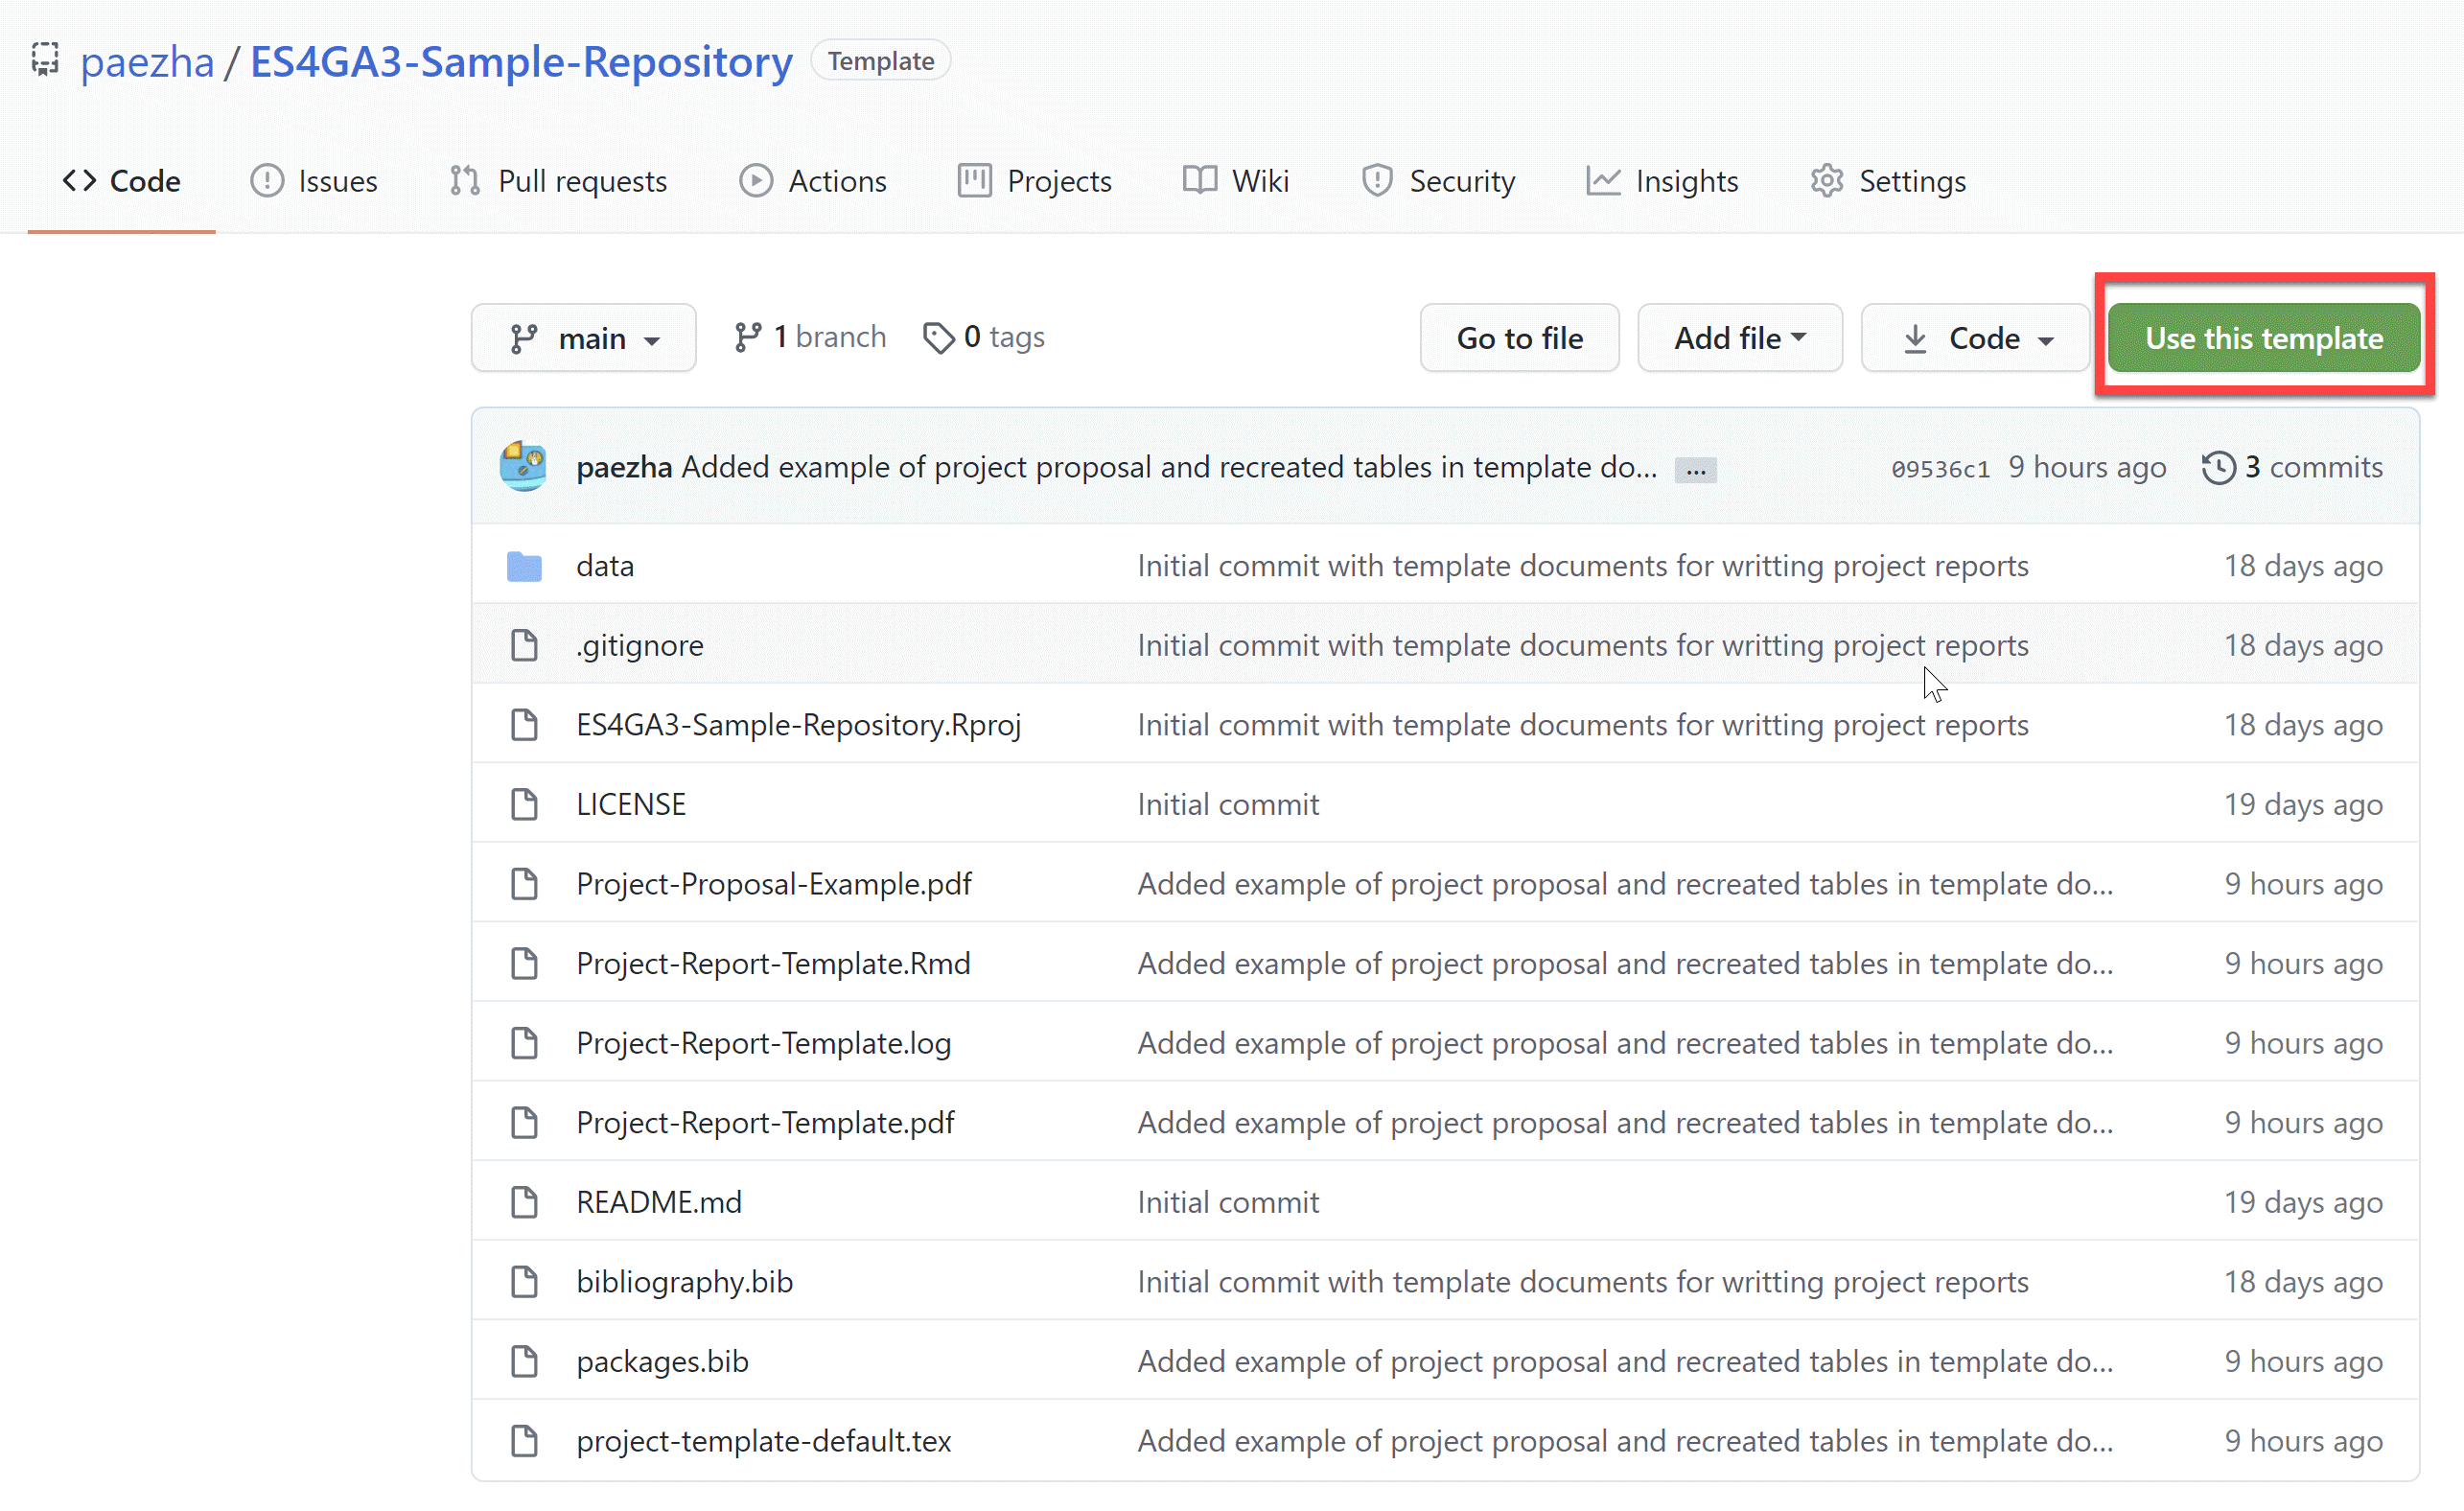 paezha / ES4GA3-Sample-Repository Template
Code Issues Pull requests Actions Projects Wiki Security Insights Settings
main 1 branch 0 tags Go to file Add file Code Use this template
paezha Added example of project proposal and recreated tables in template do... ... 09536c1 9 hours ago 3 commits
data Initial commit with template documents for writting project reports 18 days ago
.gitignore Initial commit with template documents for writting project reports 18 days ago
ES4GA3-Sample-Repository.Rproj Initial commit with template documents for writting project reports 18 days ago
LICENSE Initial commit 19 days ago
Project-Proposal-Example.pdf Added example of project proposal and recreated tables in template do... 9 hours ago
Project-Report-Template.Rmd Added example of project proposal and recreated tables in template do... 9 hours ago
Project-Report-Template.log Added example of project proposal and recreated tables in template do... 9 hours ago
Project-Report-Template.pdf Added example of project proposal and recreated tables in template do... 9 hours ago
README.md Initial commit 19 days ago
bibliography.bib Initial commit with template documents for writting project reports 18 days ago
packages.bib Added example of project proposal and recreated tables in template do... 9 hours ago
project-template-default.tex Added example of project proposal and recreated tables in template do... 9 hours ago